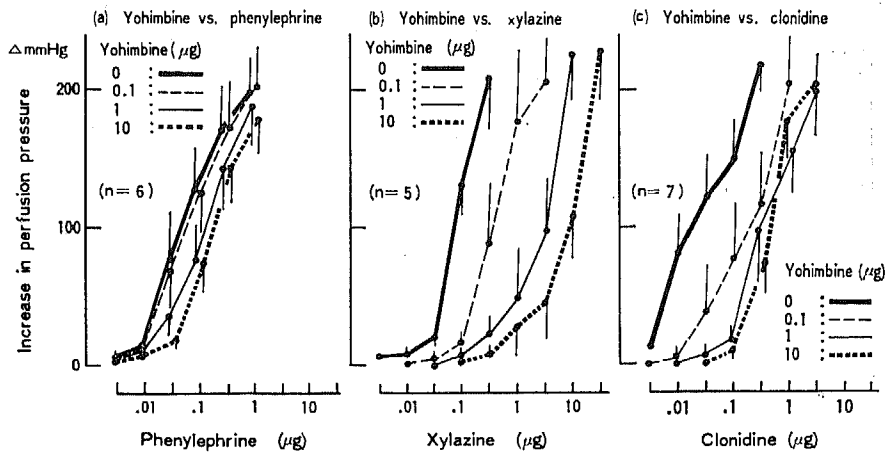 (a) Yohimbine vs. phenylephrine
(b) Yohimbine vs. xylazine
(c) Yohimbine vs. clonidine
△mmHg
200
100
0
Increase in perfusion pressure
Yohimbine (μg)
0 :
0.1 :
1 :
10 :
(n=6)
.01 .1 1 10
Phenylephrine (μg)
Yohimbine (μg)
0 :
0.1 :
1 :
10 :
(n=5)
.01 .1 1 10
Xylazine (μg)
(n=7)
Yohimbine (μg)
0 :
0.1 :
1 :
10 :
.01 .1 1 10
Clonidine (μg)